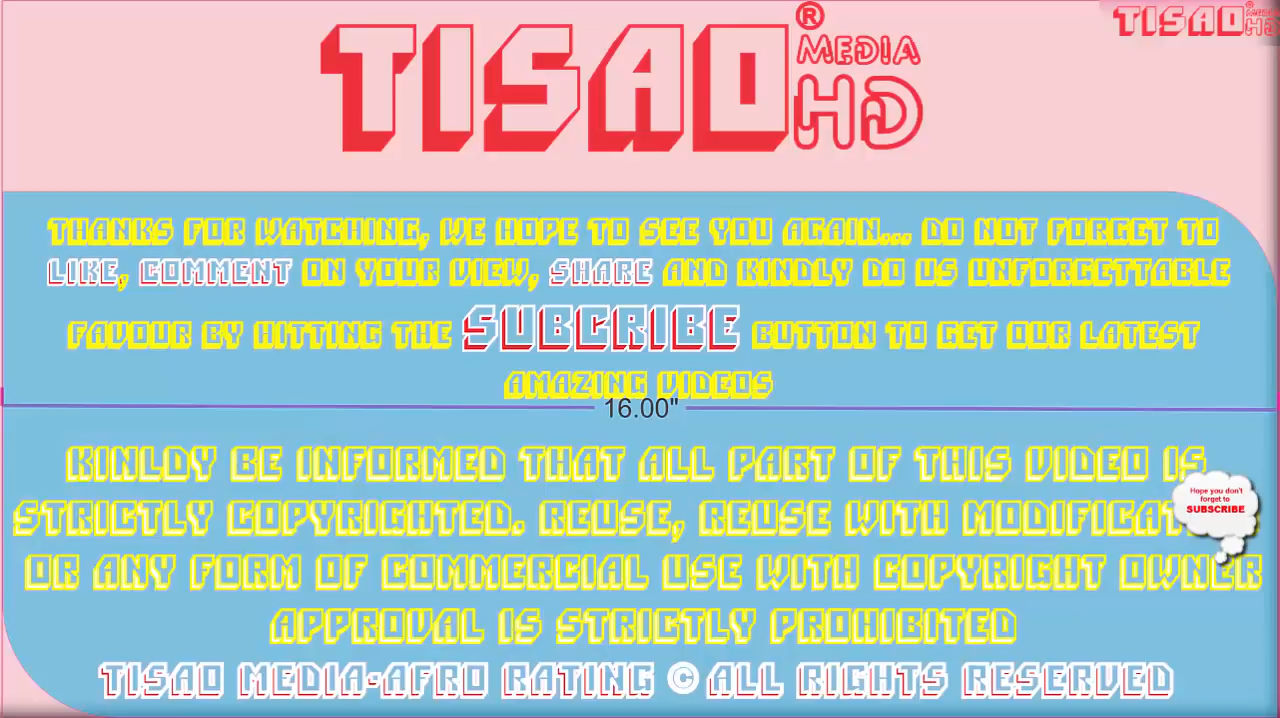 TISAO® MEDIA HD
TISAO® MEDIA HD
THANKS FOR WATCHING, WE HOPE TO SEE YOU AGAIN... DO NOT FORGET TO
LIKE, COMMENT ON YOUR VIEW, SHARE AND KINDLY DO US UNFORGETTABLE
FAVOUR BY HITTING THE SUBCRIBE BUTTON TO GET OUR LATEST
AMAZING VIDEOS
16.00"
KINLDY BE INFORMED THAT ALL PART OF THIS VIDEO IS
STRICTLY COPYRIGHTED. REUSE, REUSE WITH MODIFICAT
Hope you don't
forget to
SUBSCRIBE
OR ANY FORM OF COMMERCIAL USE WITH COPYRIGHT OWNER
APPROVAL IS STRICTLY PROHIBITED
TISAO MEDIA-AFRO RATING © ALL RIGHTS RESERVED